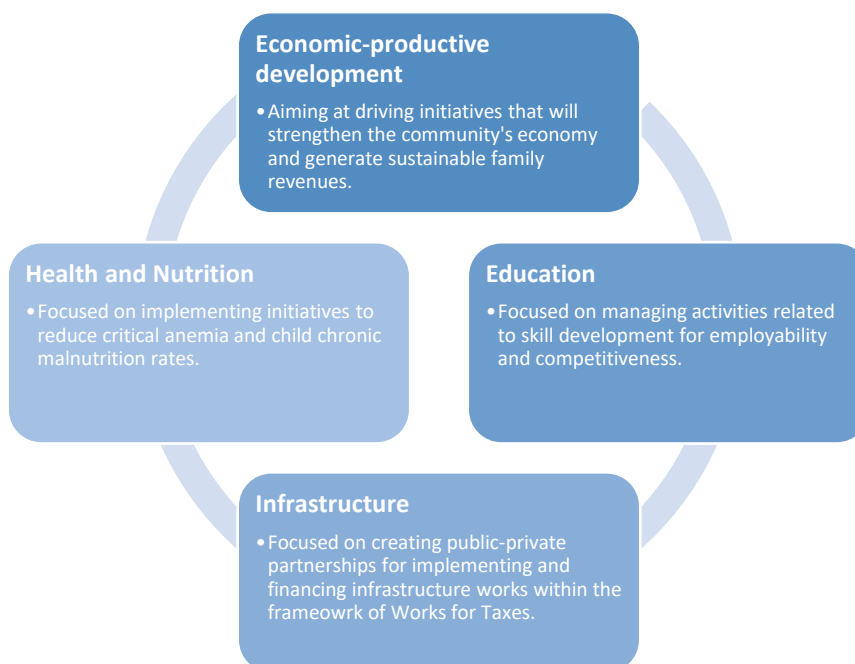 Economic-productive
development
•Aiming at driving initiatives that will
strengthen the community's economy
and generate sustainable family
revenues.
Health and Nutrition
•Focused on implementing initiatives to
reduce critical anemia and child chronic
malnutrition rates.
Education
•Focused on managing activities related
to skill development for employability
and competitiveness.
Infrastructure
•Focused on creating public-private
partnerships for implementing and
financing infrastructure works within the
frameowrk of Works for Taxes.